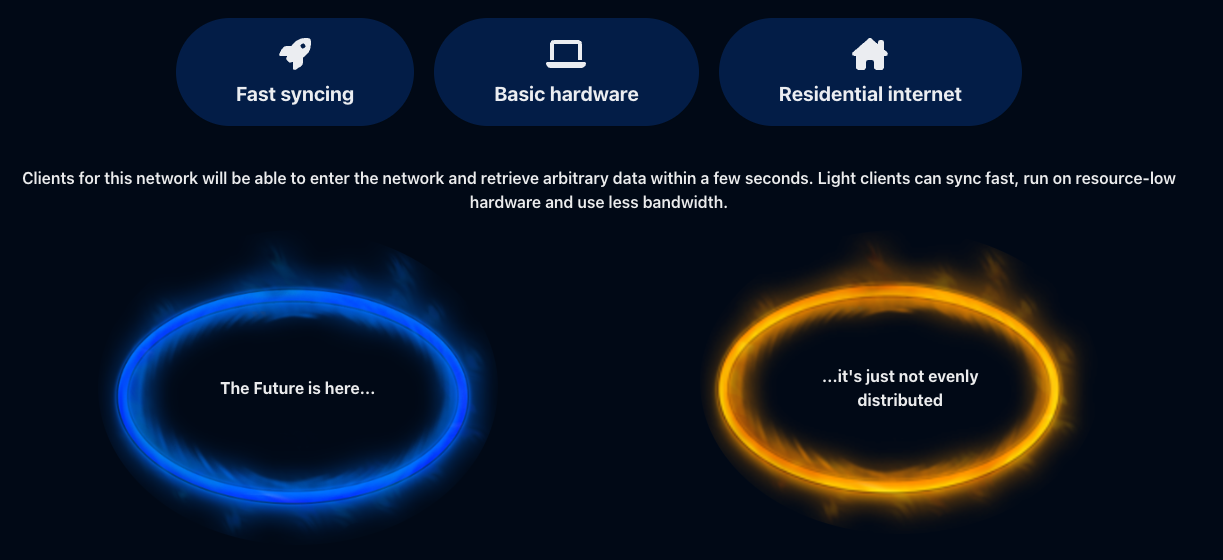 Fast syncing
Basic hardware
Residential internet
Clients for this network will be able to enter the network and retrieve arbitrary data within a few seconds. Light clients can sync fast, run on resource-low
hardware and use less bandwidth.
The Future is here...
...it's just not evenly
distributed